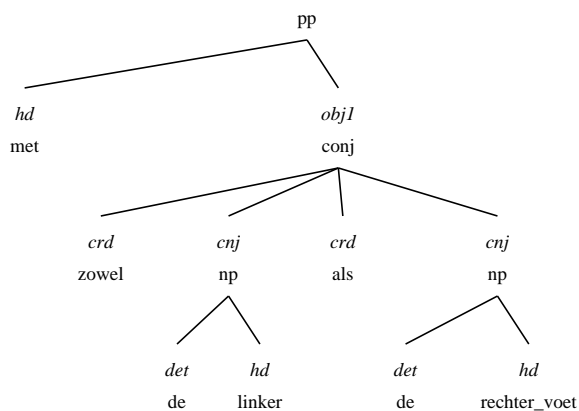 pp
hd obj1
met conj
crd cnj crd cnj
zowel np als np
det hd det hd
de linker de rechter_voet